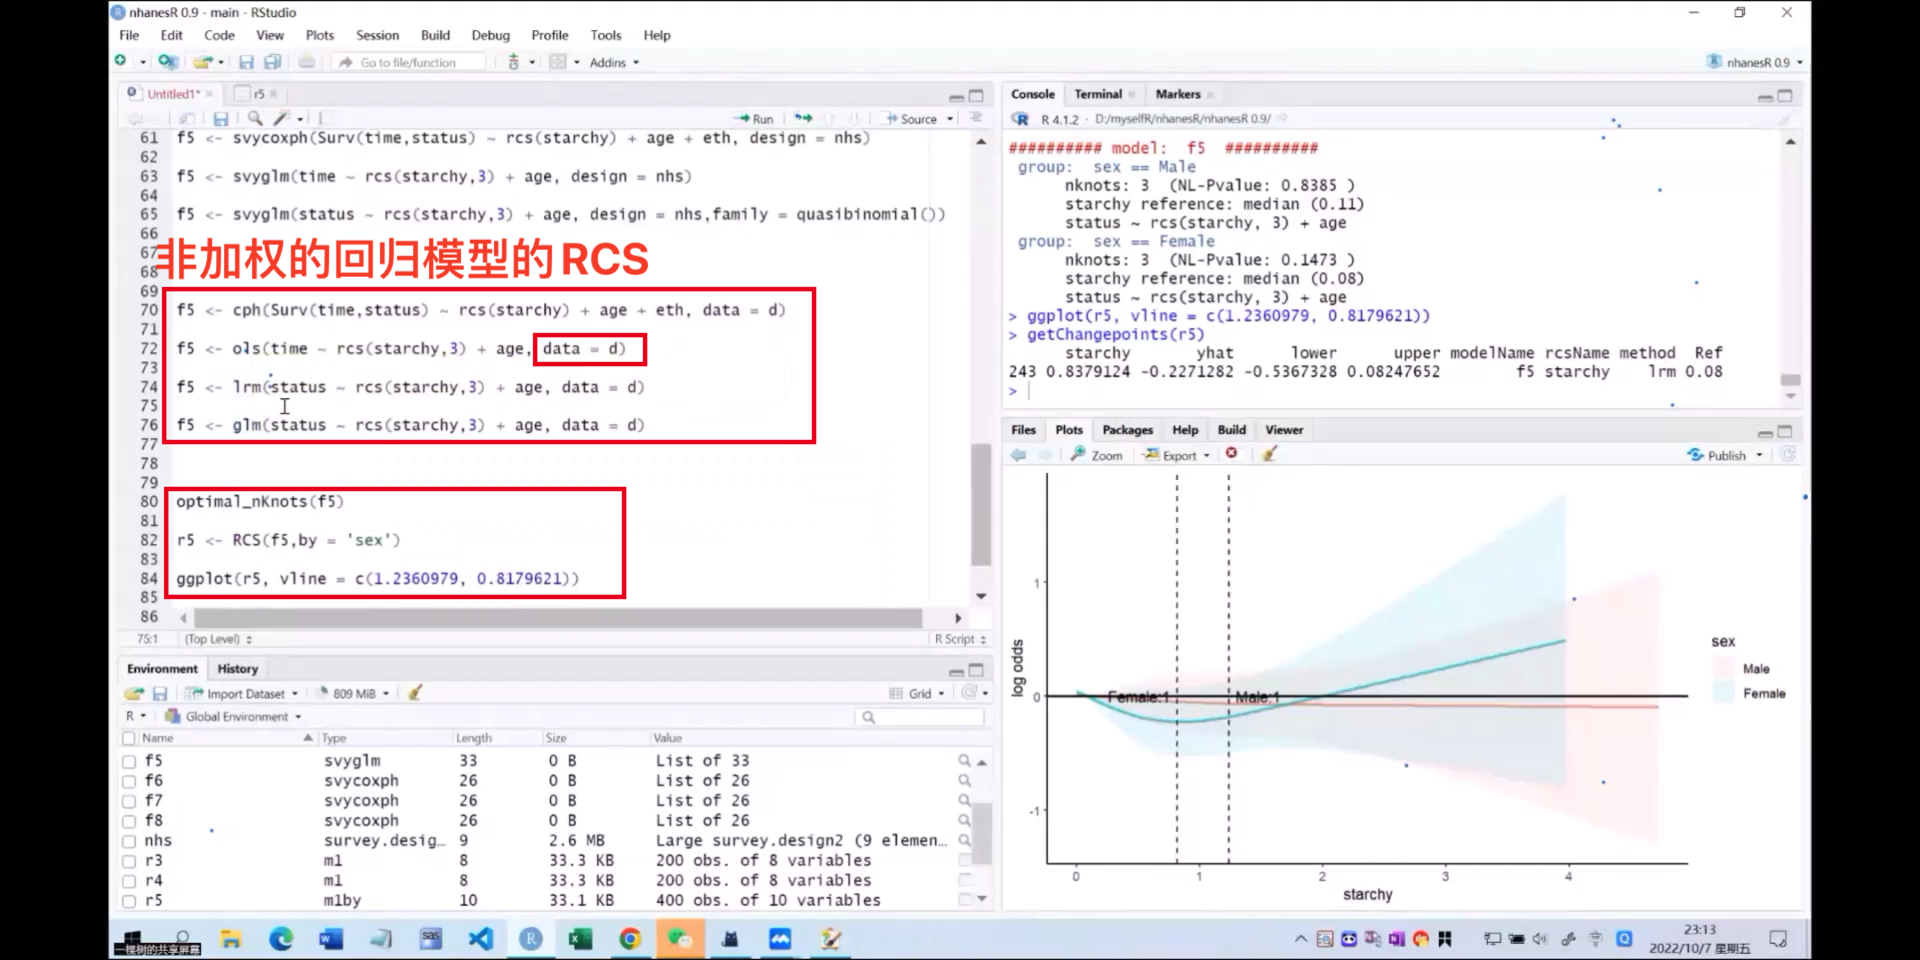 nhanesR 0.9 - main - RStudio
File Edit Code View Plots Session Build Debug Profile Tools Help
Go to file/function Addins nhanesR 0.9
Untitled1* r5
Run Source
61 f5 <- svycoxph(Surv(time,status) ~ rcs(starchy) + age + eth, design = nhs)
62
63 f5 <- svyglm(time ~ rcs(starchy,3) + age, design = nhs)
64
65 f5 <- svyglm(status ~ rcs(starchy,3) + age, design = nhs,family = quasibinomial())
66
67
68
非加权的回归模型的RCS
69
70 f5 <- cph(Surv(time,status) ~ rcs(starchy) + age + eth, data = d)
71
72 f5 <- ols(time ~ rcs(starchy,3) + age, data = d)
73
74 f5 <- lrm(status ~ rcs(starchy,3) + age, data = d)
75
76 f5 <- glm(status ~ rcs(starchy,3) + age, data = d)
77
78
79
80 optimal_nKnots(f5)
81
82 r5 <- RCS(f5,by = 'sex')
83
84 ggplot(r5, vline = c(1.2360979, 0.8179621))
85
86
75:1 (Top Level) R Script
Environment History
Import Dataset 809 MiB Grid
R Global Environment
Name Type Length Size Value
f5 svyglm 33 0 B List of 33
f6 svycoxph 26 0 B List of 26
f7 svycoxph 26 0 B List of 26
f8 svycoxph 26 0 B List of 26
nhs survey.desig… 9 2.6 MB Large survey.design2 (9 elemen…
r3 m1 8 33.3 KB 200 obs. of 8 variables
r4 m1 8 33.3 KB 200 obs. of 8 variables
r5 m1by 10 33.1 KB 400 obs. of 10 variables
Console Terminal Markers
R 4.1.2 · D:/myselfR/nhanesR/nhanesR 0.9/
########## model: f5 ##########
group: sex == Male
nknots: 3 (NL-Pvalue: 0.8385 )
starchy reference: median (0.11)
status ~ rcs(starchy, 3) + age
group: sex == Female
nknots: 3 (NL-Pvalue: 0.1473 )
starchy reference: median (0.08)
status ~ rcs(starchy, 3) + age
> ggplot(r5, vline = c(1.2360979, 0.8179621))
> getChangepoints(r5)
starchy yhat lower upper modelName rcsName method Ref
243 0.8379124 -0.2271282 -0.5367328 0.08247652 f5 starchy lrm 0.08
>
Files Plots Packages Help Build Viewer
Zoom Export Publish
log odds
1
0
-1
Female:1 Male:1
0 1 2 3 4
starchy
sex
Male
Female
一棵树的共享屏幕
23:13
2022/10/7 星期五